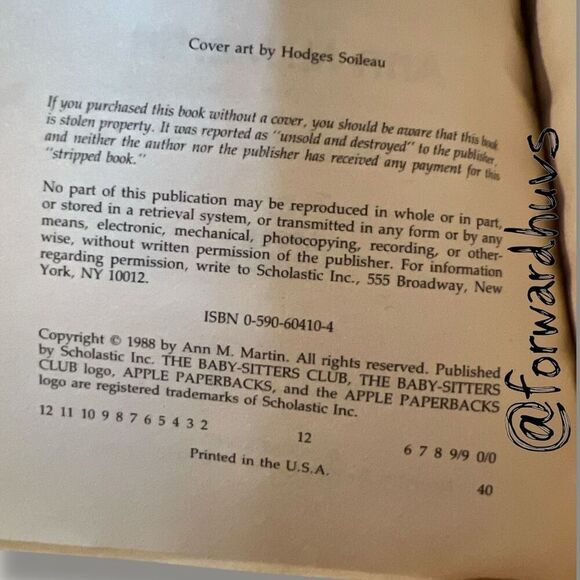 Cover art by Hodges Soileau
If you purchased this book without a cover, you should be aware that this book
is stolen property. It was reported as "unsold and destroyed" to the publisher,
and neither the author nor the publisher has received any payment for this
"stripped book."
No part of this publication may be reproduced in whole or in part,
or stored in a retrieval system, or transmitted in any form or by any
means, electronic, mechanical, photocopying, recording, or other-
wise, without written permission of the publisher. For information
regarding permission, write to Scholastic Inc., 555 Broadway, New
York, NY 10012.
ISBN 0-590-60410-4
Copyright © 1988 by Ann M. Martin. All rights reserved. Published
by Scholastic Inc. THE BABY-SITTERS CLUB, THE BABY-SITTERS
CLUB logo, APPLE PAPERBACKS, and the APPLE PAPERBACKS
logo are registered trademarks of Scholastic Inc.
12 11 10 9 8 7 6 5 4 3 2 12 6 7 8 9/9 0/0
Printed in the U.S.A. 40
@forwardhuvs